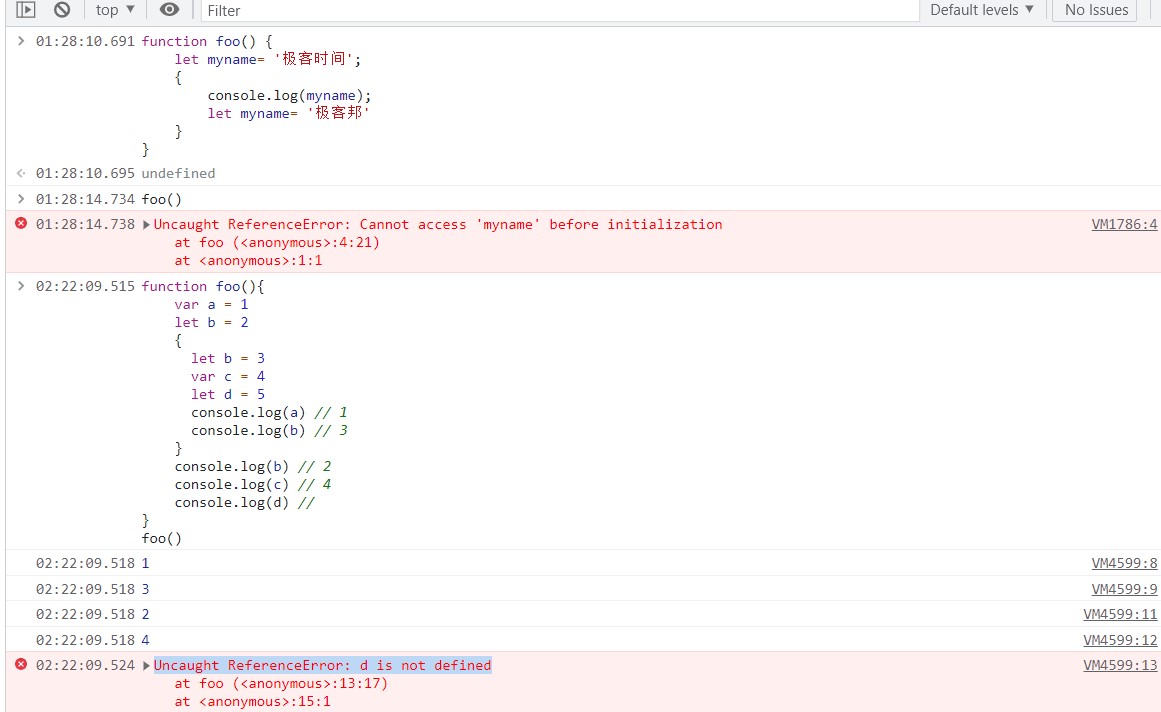 top ▼ Filter Default levels ▼ No Issues
01:28:10.691 function foo() {
let myname= '极客时间';
{
console.log(myname);
let myname= '极客邦'
}
}
01:28:10.695 undefined
01:28:14.734 foo()
01:28:14.738 ▶Uncaught ReferenceError: Cannot access 'myname' before initialization VM1786:4
at foo (<anonymous>:4:21)
at <anonymous>:1:1
02:22:09.515 function foo(){
var a = 1
let b = 2
{
let b = 3
var c = 4
let d = 5
console.log(a) // 1
console.log(b) // 3
}
console.log(b) // 2
console.log(c) // 4
console.log(d) //
}
foo()
02:22:09.518 1 VM4599:8
02:22:09.518 3 VM4599:9
02:22:09.518 2 VM4599:11
02:22:09.518 4 VM4599:12
02:22:09.524 ▶Uncaught ReferenceError: d is not defined VM4599:13
at foo (<anonymous>:13:17)
at <anonymous>:15:1